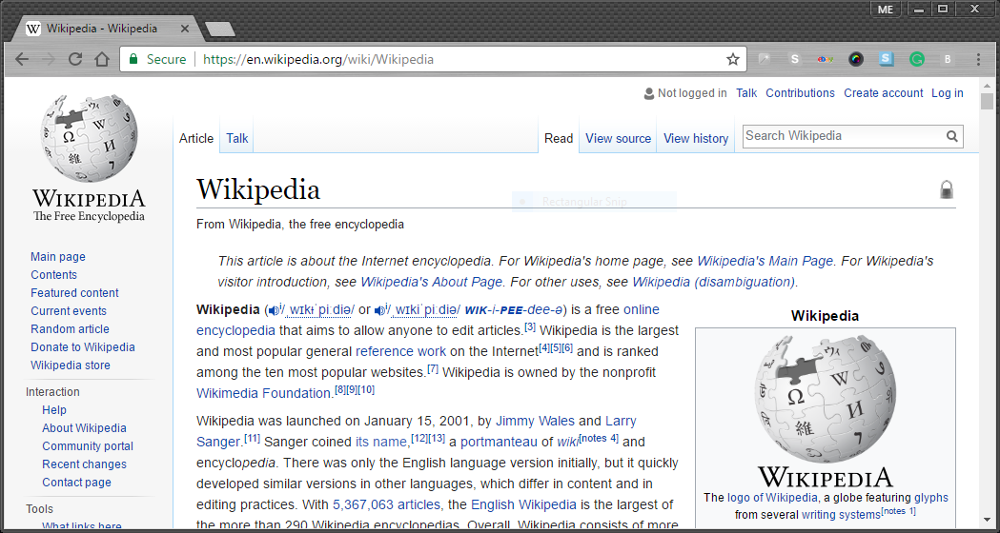 ME
Wikipedia - Wikipedia
Secure https://en.wikipedia.org/wiki/Wikipedia
Not logged in Talk Contributions Create account Log in
Article Talk Read View source View history Search Wikipedia
WIKIPEDIA
The Free Encyclopedia
Main page
Contents
Featured content
Current events
Random article
Donate to Wikipedia
Wikipedia store
Interaction
Help
About Wikipedia
Community portal
Recent changes
Contact page
Tools
What links here
Wikipedia
Rectangular Snip
From Wikipedia, the free encyclopedia
This article is about the Internet encyclopedia. For Wikipedia's home page, see Wikipedia's Main Page. For Wikipedia's
visitor introduction, see Wikipedia's About Page. For other uses, see Wikipedia (disambiguation).
Wikipedia (i/ˌwɪkɨˈpiːdiə/ or i/ˌwɪkiˈpiːdiə/ WIK-i-PEE-dee-ə) is a free online
encyclopedia that aims to allow anyone to edit articles.[3] Wikipedia is the largest
and most popular general reference work on the Internet[4][5][6] and is ranked
among the ten most popular websites.[7] Wikipedia is owned by the nonprofit
Wikimedia Foundation.[8][9][10]
Wikipedia was launched on January 15, 2001, by Jimmy Wales and Larry
Sanger.[11] Sanger coined its name,[12][13] a portmanteau of wiki[notes 4] and
encyclopedia. There was only the English language version initially, but it quickly
developed similar versions in other languages, which differ in content and in
editing practices. With 5,367,063 articles, the English Wikipedia is the largest of
the more than 290 Wikipedia encyclopedias. Overall, Wikipedia consists of more
Wikipedia
WIKIPEDIA
The logo of Wikipedia, a globe featuring glyphs
from several writing systems[notes 1]